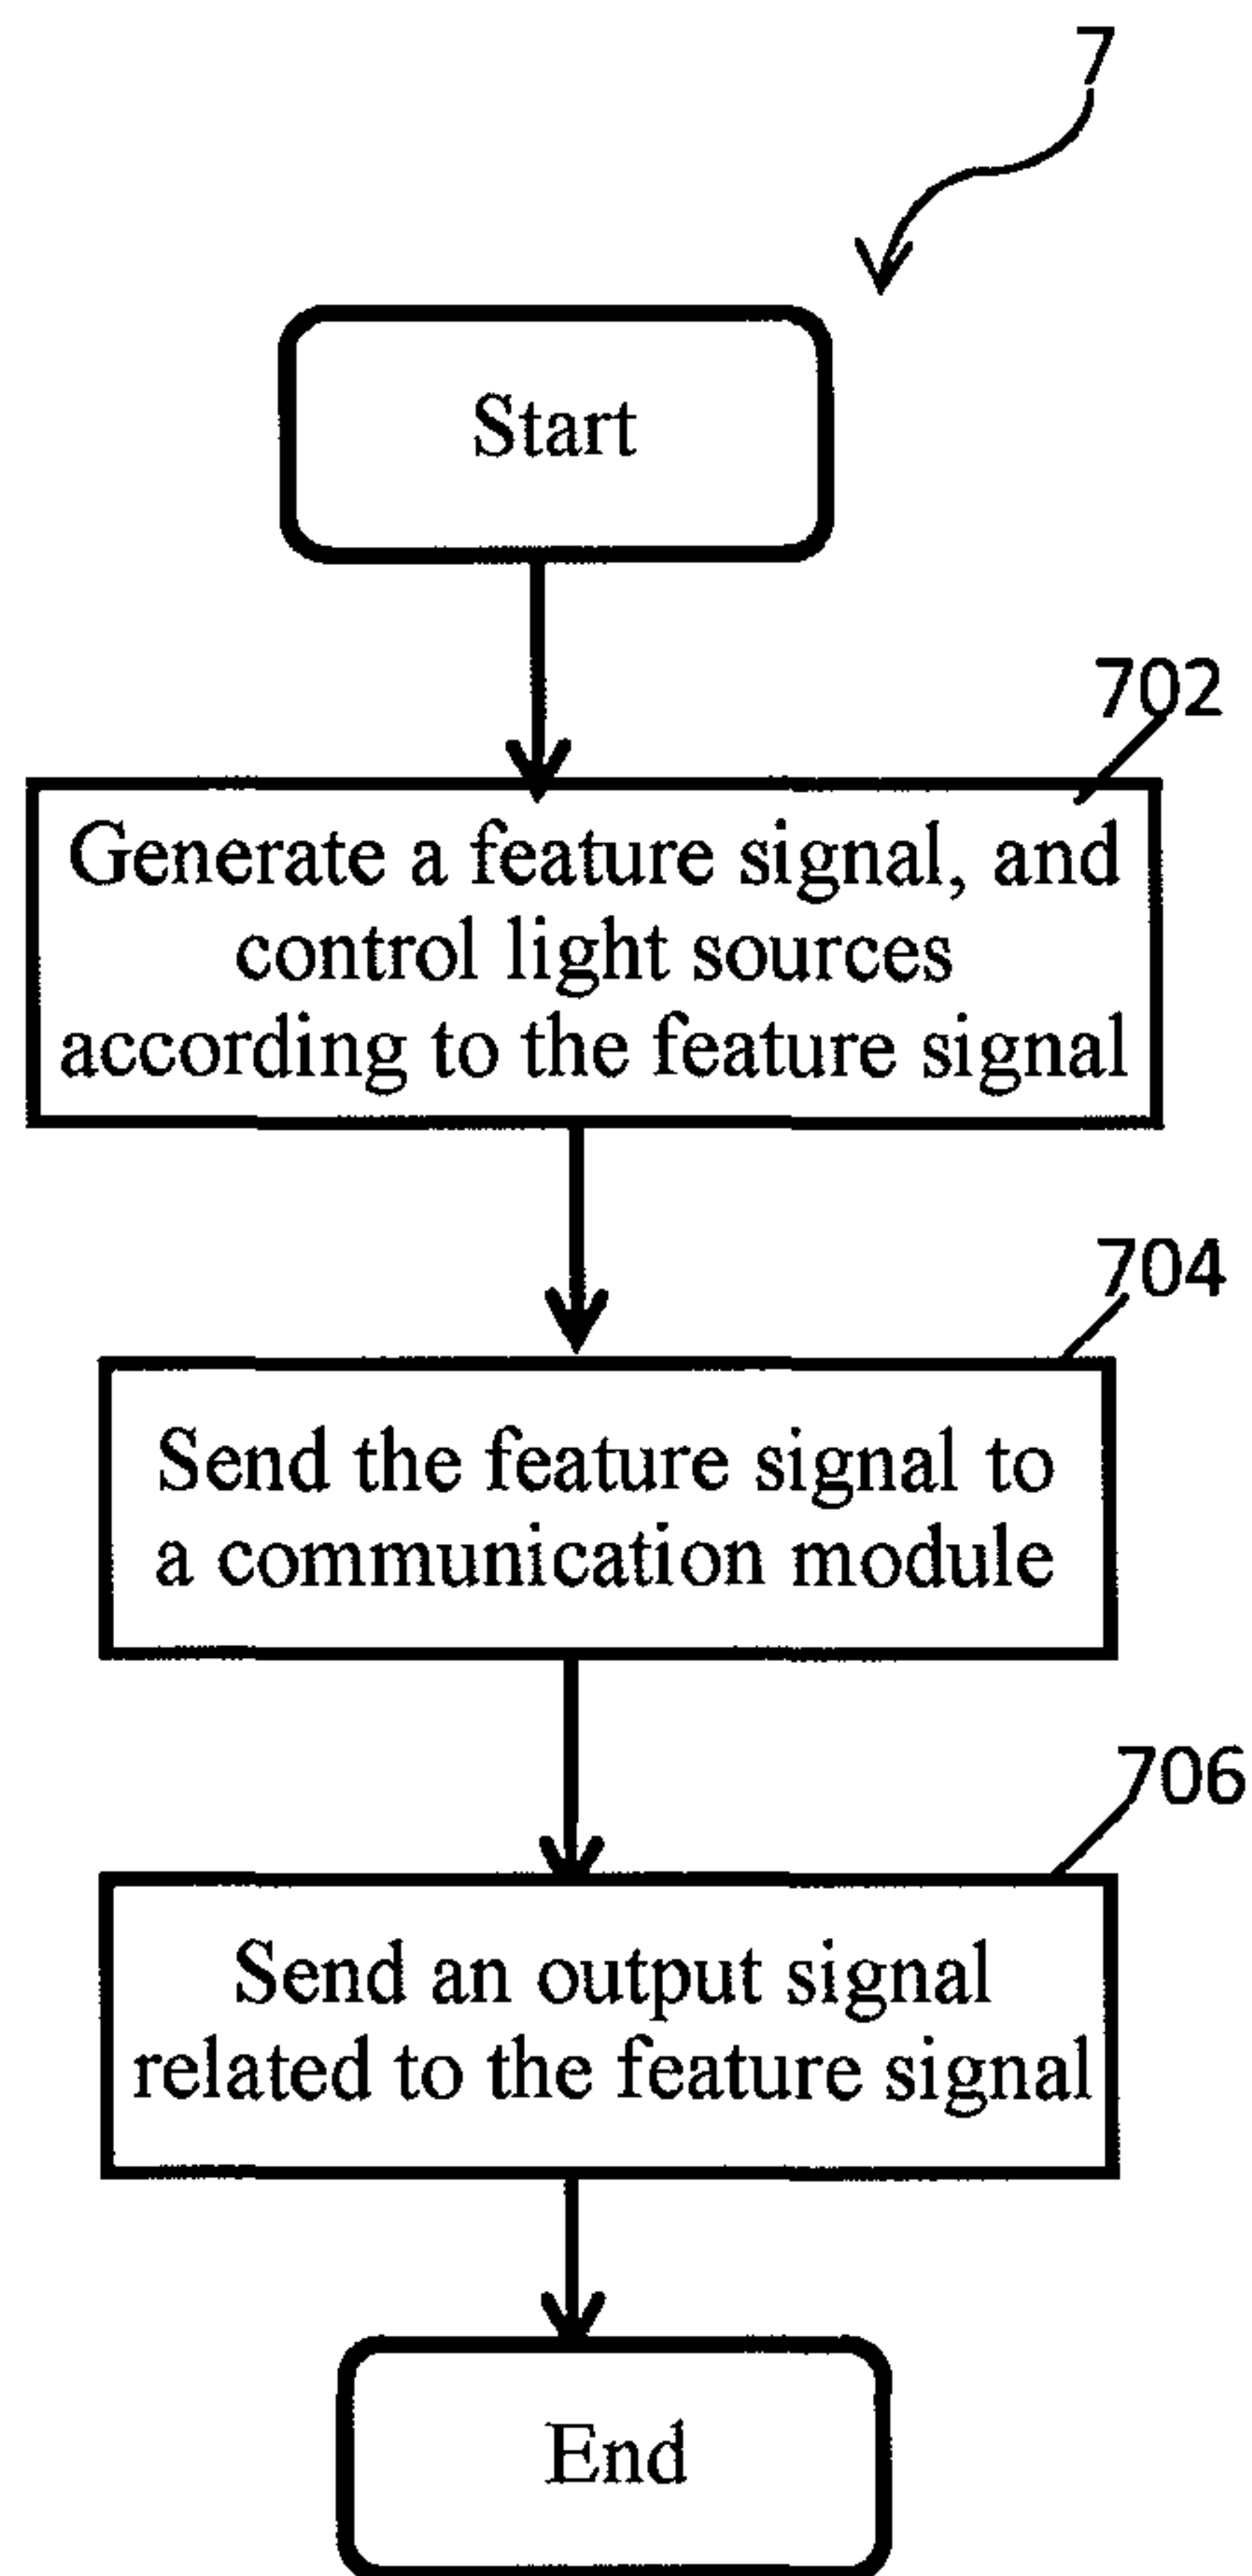 7
Start
702
Generate a feature signal, and
control light sources
according to the feature signal
704
Send the feature signal to
a communication module
706
Send an output signal
related to the feature signal
End